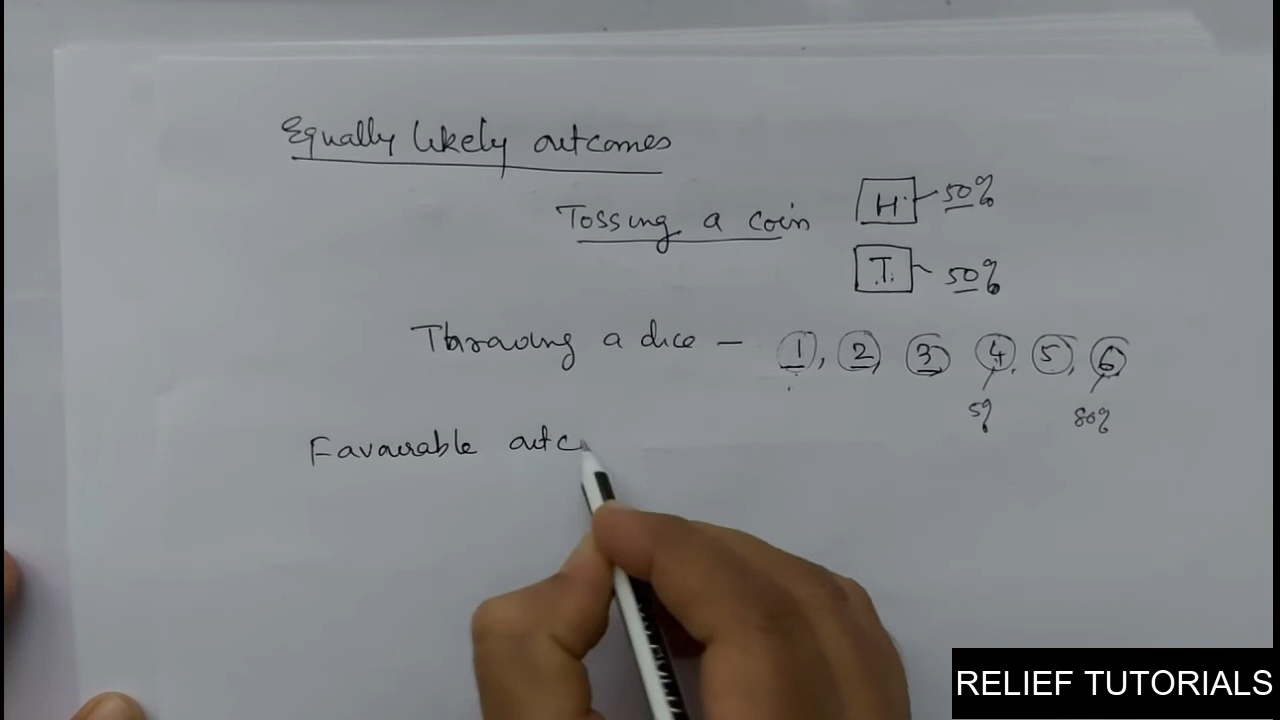 Equally likely outcomes
Tossing a coin
H 50%
T 50%
Throwing a dice – 1, 2, 3 4, 5, 6
5% 80%
Favourable outc
RELIEF TUTORIALS